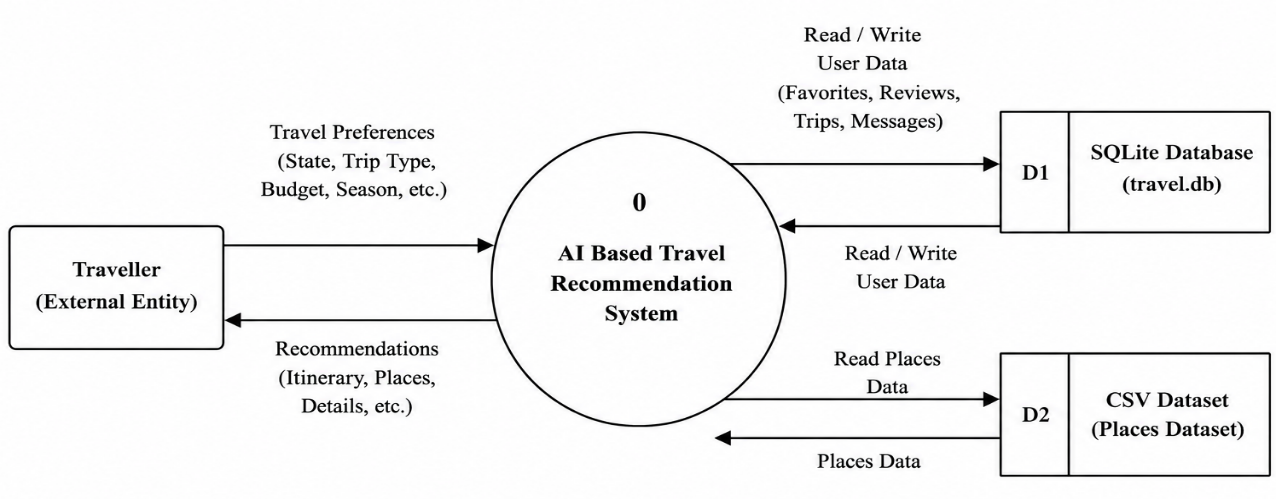 Read / Write
User Data
(Favorites, Reviews,
Trips, Messages)
Travel Preferences
(State, Trip Type,
Budget, Season, etc.)
D1
SQLite Database
(travel.db)
0
AI Based Travel
Recommendation
System
Traveller
(External Entity)
Read / Write
User Data
Recommendations
(Itinerary, Places,
Details, etc.)
Read Places
Data
D2
CSV Dataset
(Places Dataset)
Places Data